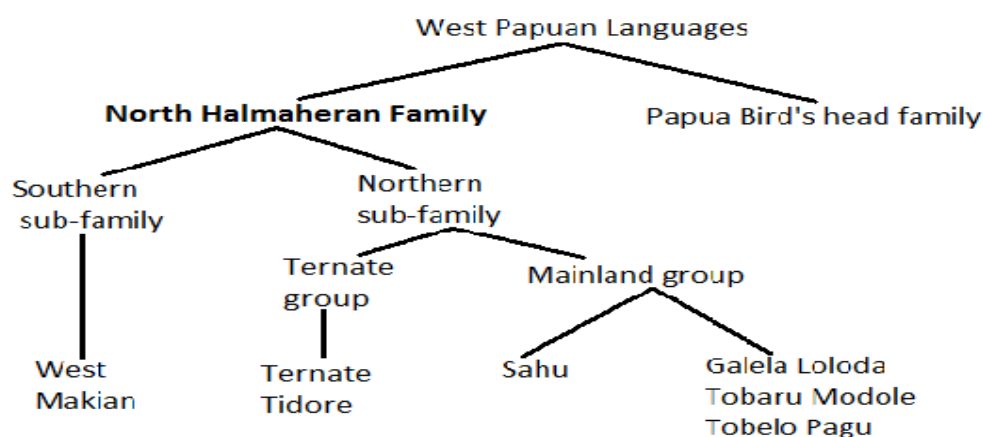 West Papuan Languages
North Halmaheran Family
Papua Bird's head family
Southern
sub-family
Northern
sub-family
Ternate
group
Mainland group
West
Makian
Ternate
Tidore
Sahu
Galela Loloda
Tobaru Modole
Tobelo Pagu